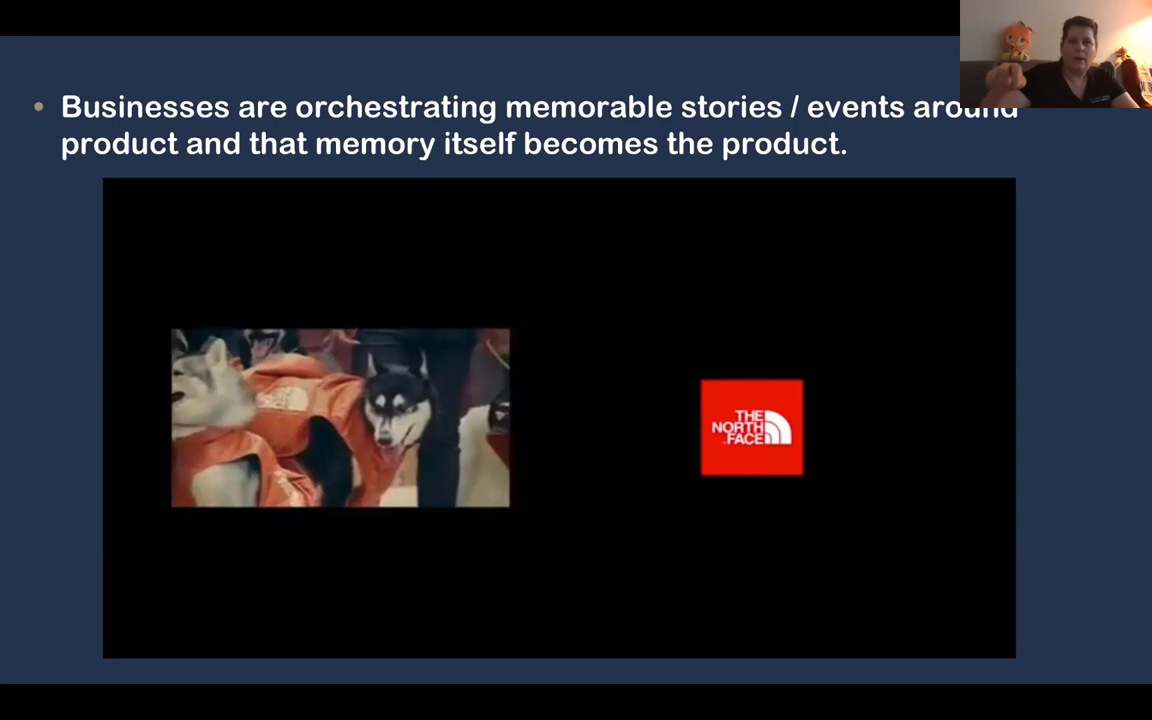 • Businesses are orchestrating memorable stories / events around
product and that memory itself becomes the product.
THE
NORTH
FACE